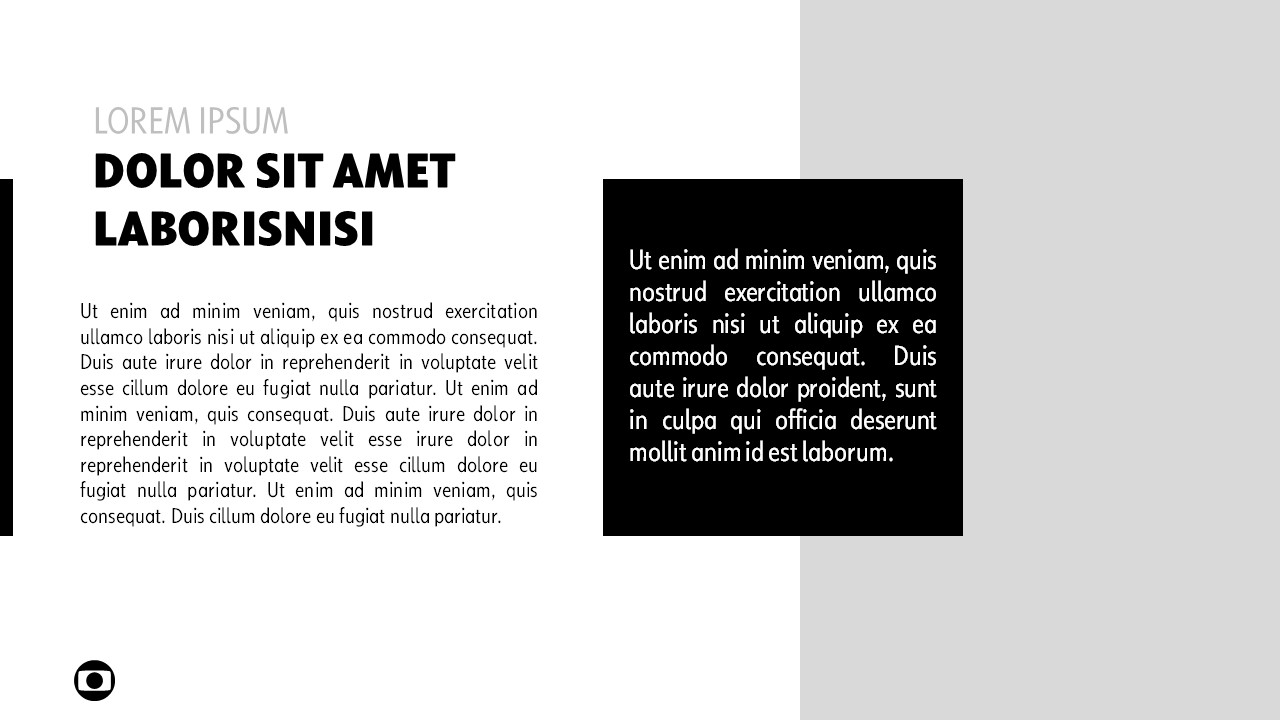 LOREM IPSUM
DOLOR SIT AMET
LABORISNISI
Ut enim ad minim veniam, quis nostrud exercitation
ullamco laboris nisi ut aliquip ex ea commodo consequat.
Duis aute irure dolor in reprehenderit in voluptate velit
esse cillum dolore eu fugiat nulla pariatur. Ut enim ad
minim veniam, quis consequat. Duis aute irure dolor in
reprehenderit in voluptate velit esse irure dolor in
reprehenderit in voluptate velit esse cillum dolore eu
fugiat nulla pariatur. Ut enim ad minim veniam, quis
consequat. Duis cillum dolore eu fugiat nulla pariatur.
Ut enim ad minim veniam, quis
nostrud exercitation ullamco
laboris nisi ut aliquip ex ea
commodo consequat. Duis
aute irure dolor proident, sunt
in culpa qui officia deserunt
mollit anim id est laborum.